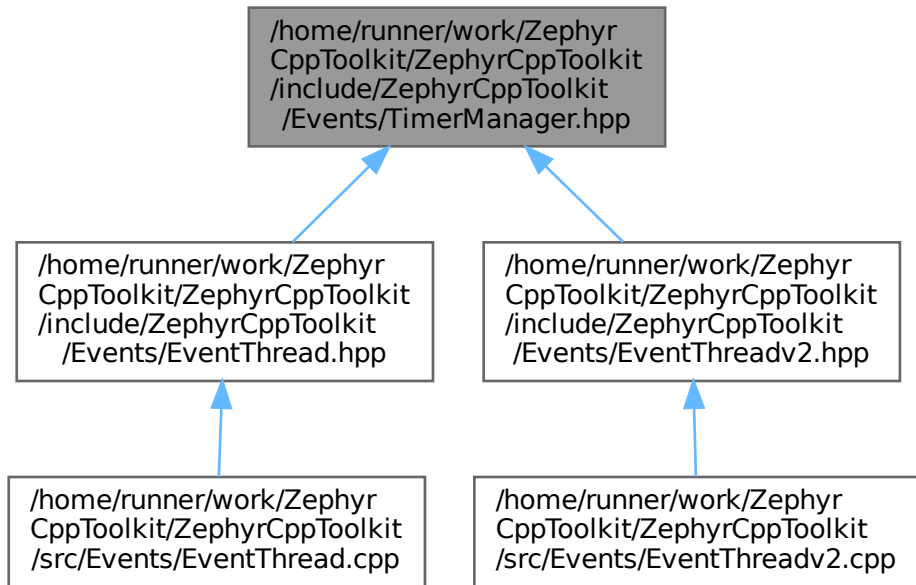 /home/runner/work/Zephyr
CppToolkit/ZephyrCppToolkit
/include/ZephyrCppToolkit
/Events/TimerManager.hpp
/home/runner/work/Zephyr
CppToolkit/ZephyrCppToolkit
/include/ZephyrCppToolkit
/Events/EventThread.hpp
/home/runner/work/Zephyr
CppToolkit/ZephyrCppToolkit
/include/ZephyrCppToolkit
/Events/EventThreadv2.hpp
/home/runner/work/Zephyr
CppToolkit/ZephyrCppToolkit
/src/Events/EventThread.cpp
/home/runner/work/Zephyr
CppToolkit/ZephyrCppToolkit
/src/Events/EventThreadv2.cpp